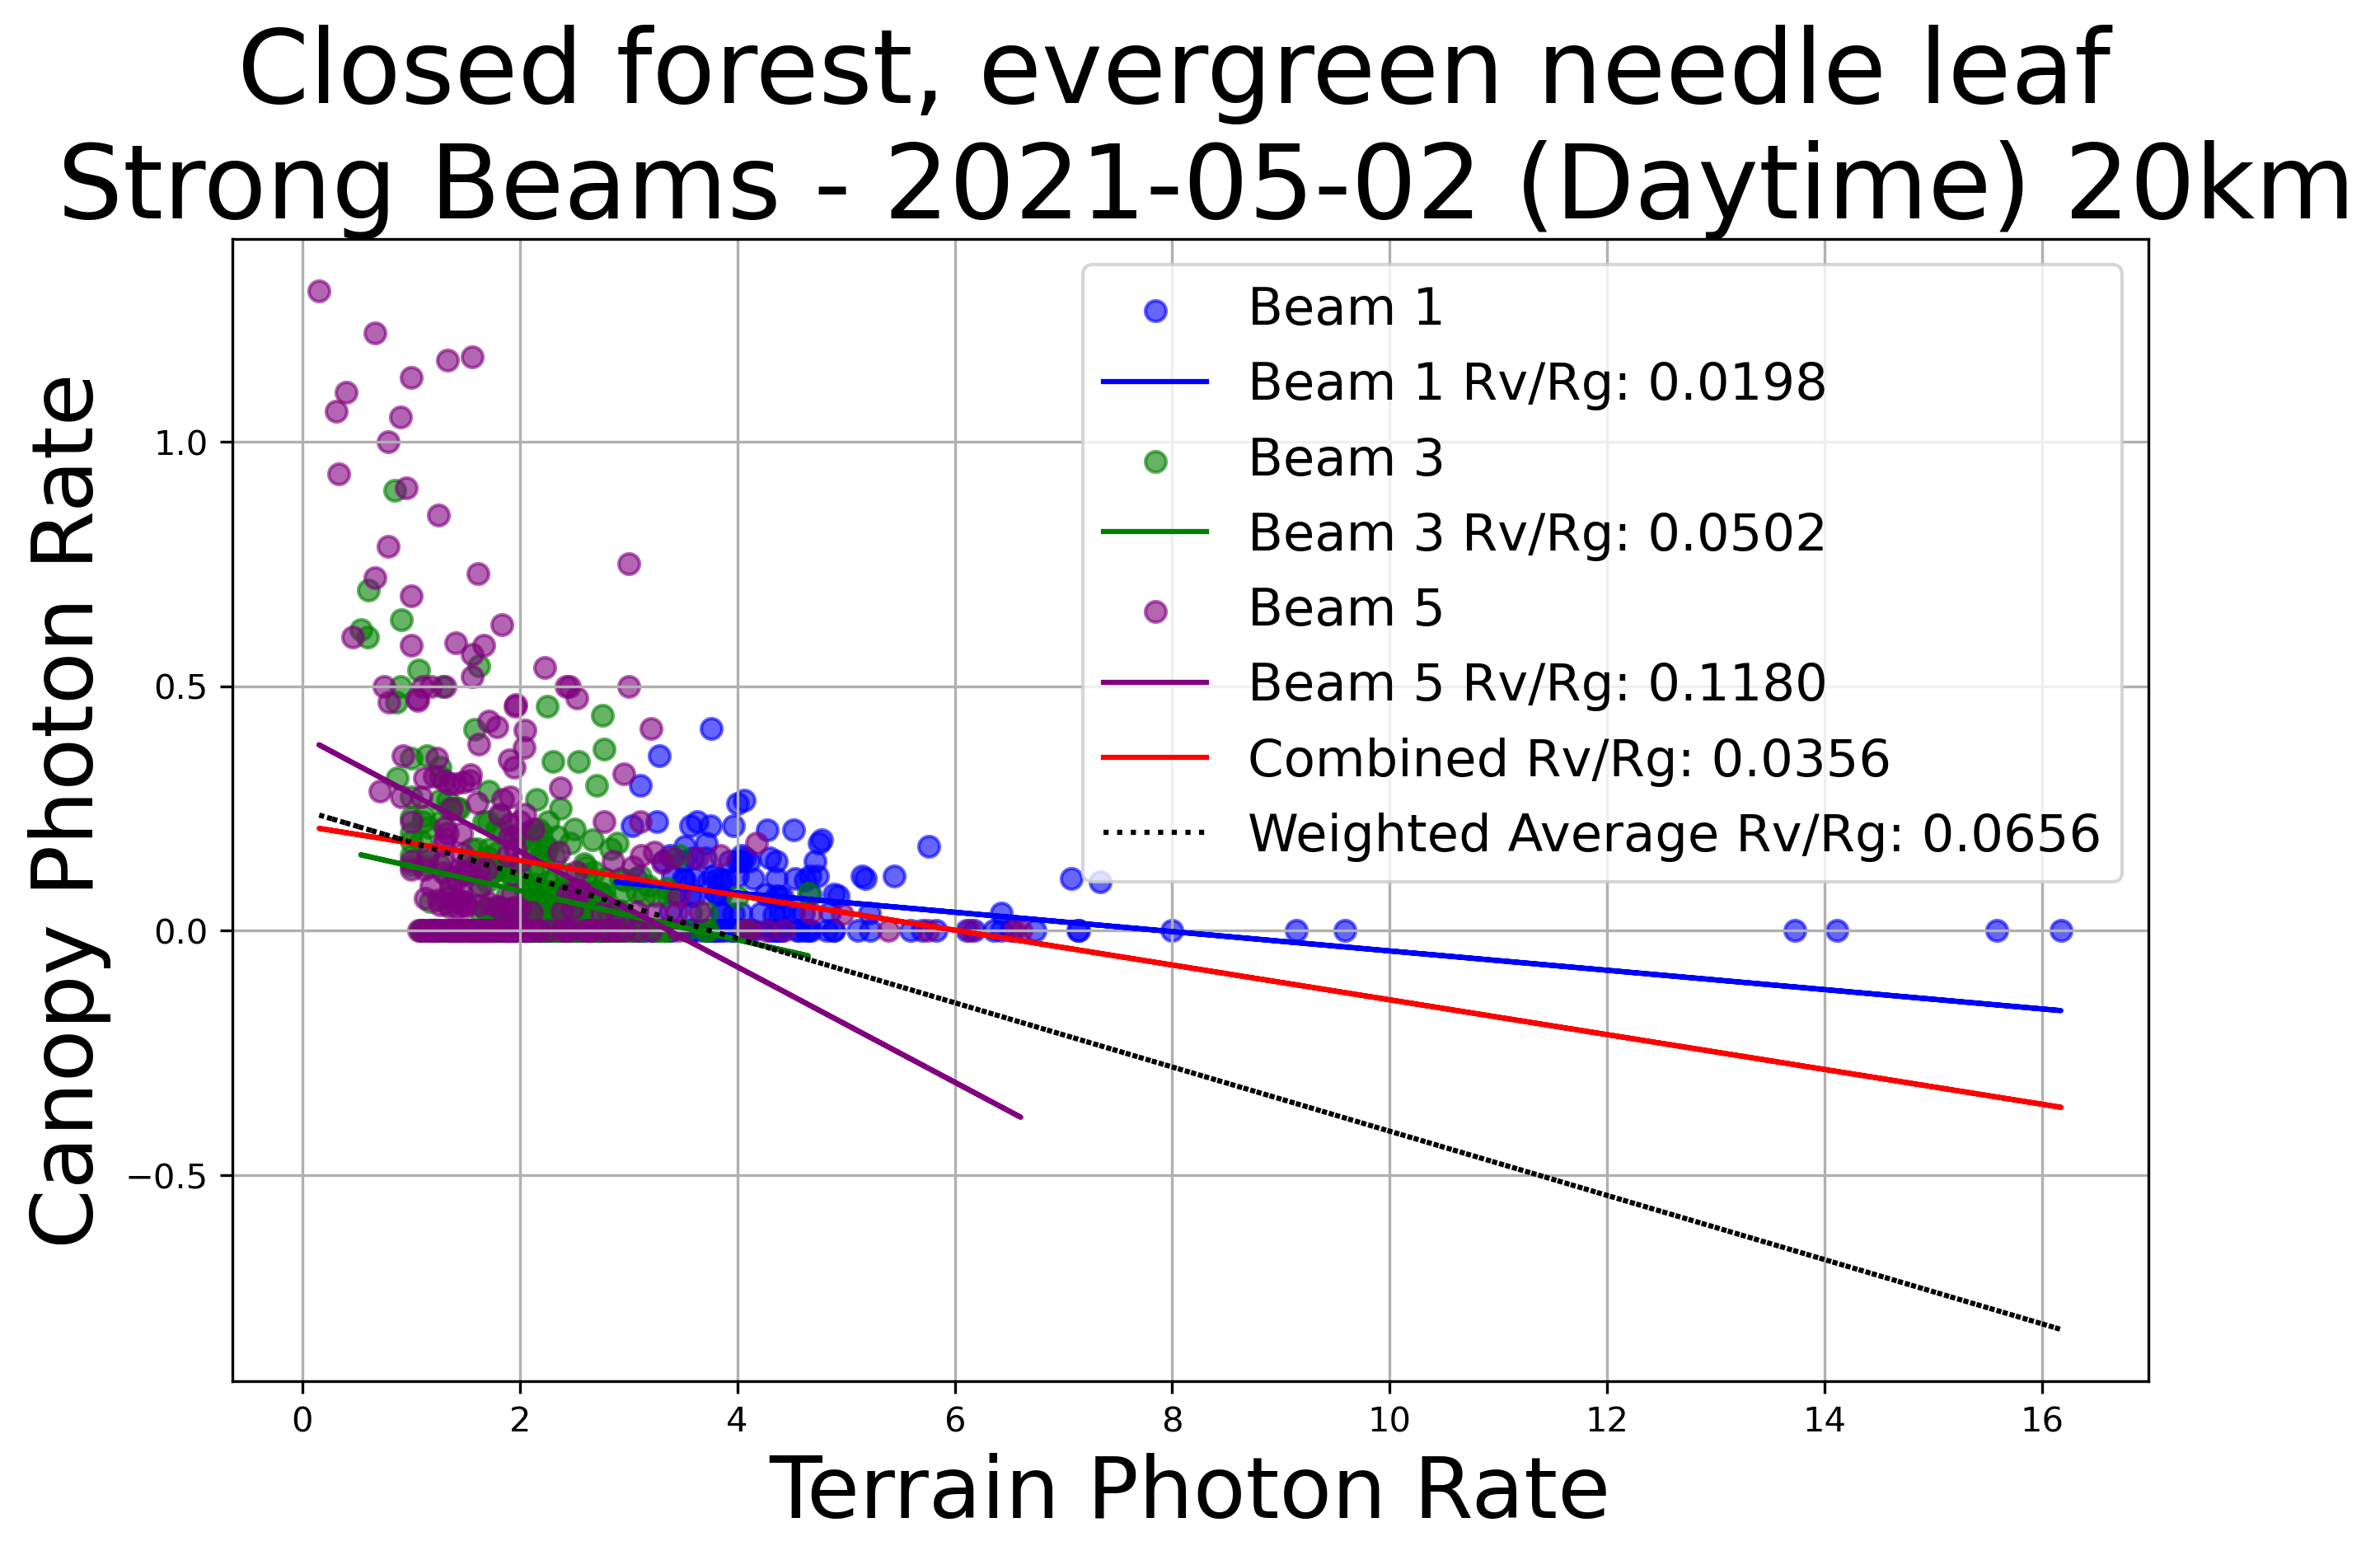 Closed forest, evergreen needle leaf
Strong Beams - 2021-05-02 (Daytime) 20km
Beam 1
Beam 1 Rv/Rg: 0.0198
Beam 3
Beam 3 Rv/Rg: 0.0502
Beam 5
Beam 5 Rv/Rg: 0.1180
Combined Rv/Rg: 0.0356
Weighted Average Rv/Rg: 0.0656
Canopy Photon Rate
1.0
0.5
0.0
−0.5
0 2 4 6 8 10 12 14 16
Terrain Photon Rate